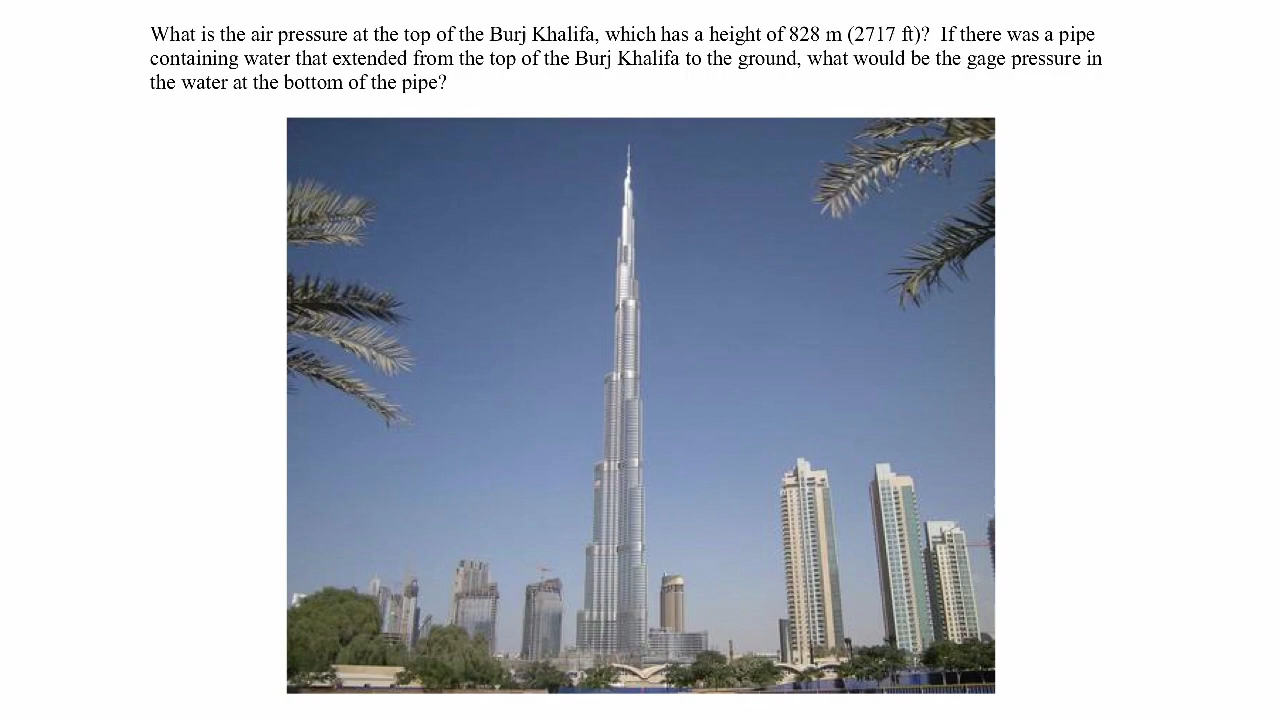 What is the air pressure at the top of the Burj Khalifa, which has a height of 828 m (2717 ft)?  If there was a pipe
containing water that extended from the top of the Burj Khalifa to the ground, what would be the gage pressure in
the water at the bottom of the pipe?